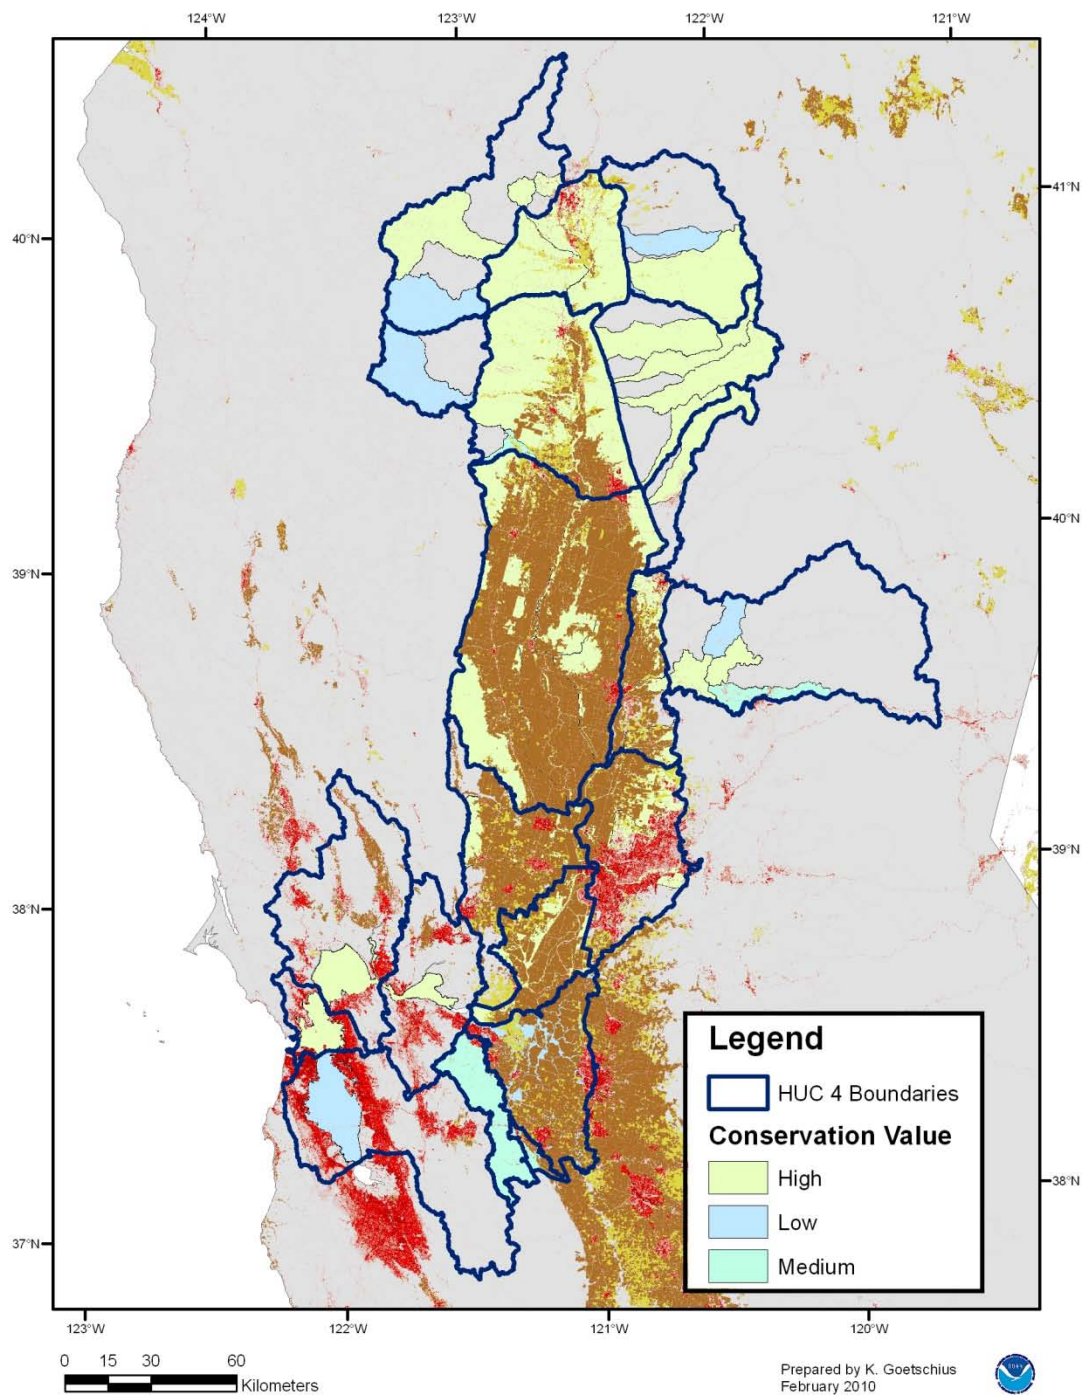 124°W 123°W 122°W 121°W
41°N
40°N
40°N
39°N
39°N
38°N
38°N
37°N
Legend
HUC 4 Boundaries
Conservation Value
High
Low
Medium
123°W 122°W 121°W 120°W
0 15 30 60
Kilometers
Prepared by K. Goetschius
February 2010